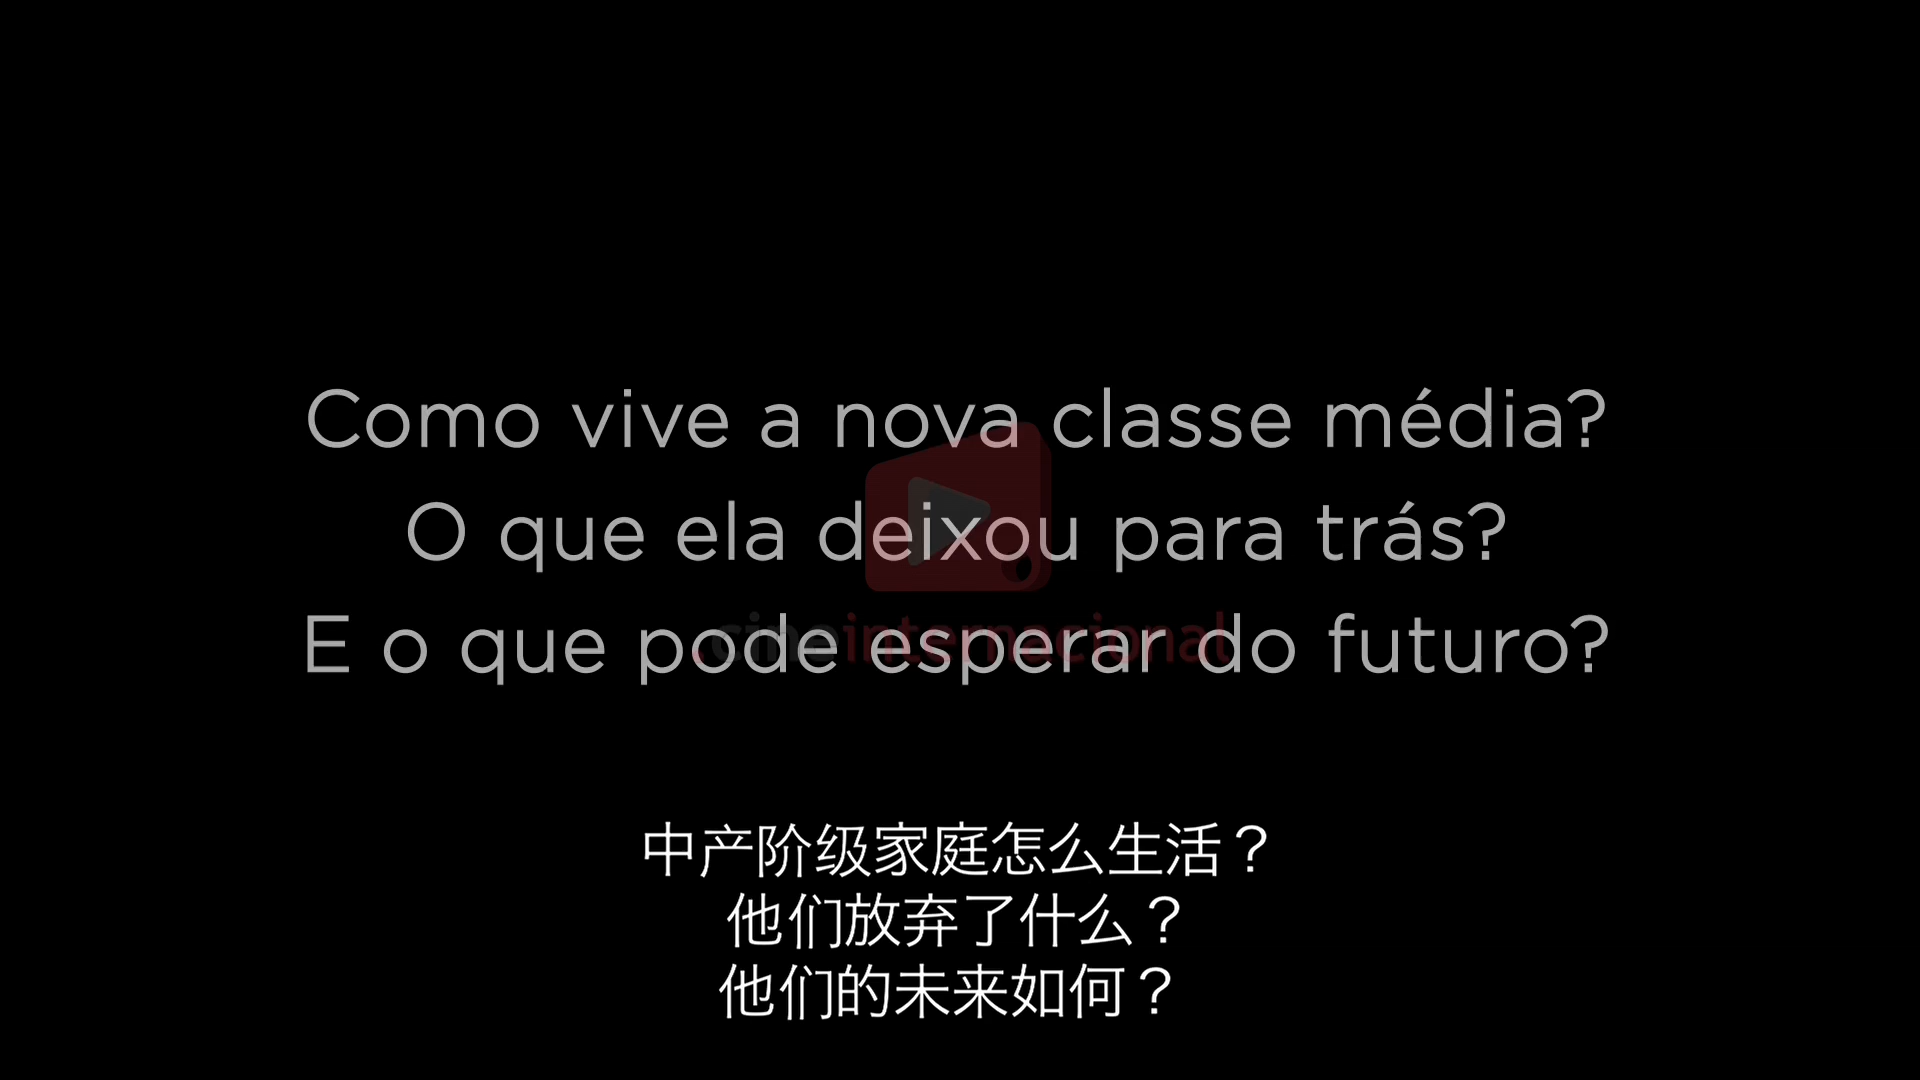 Como vive a nova classe média?
O que ela deixou para trás?
E o que pode esperar do futuro?
.cineinternacional
中产阶级家庭怎么生活？
他们放弃了什么？
他们的未来如何？